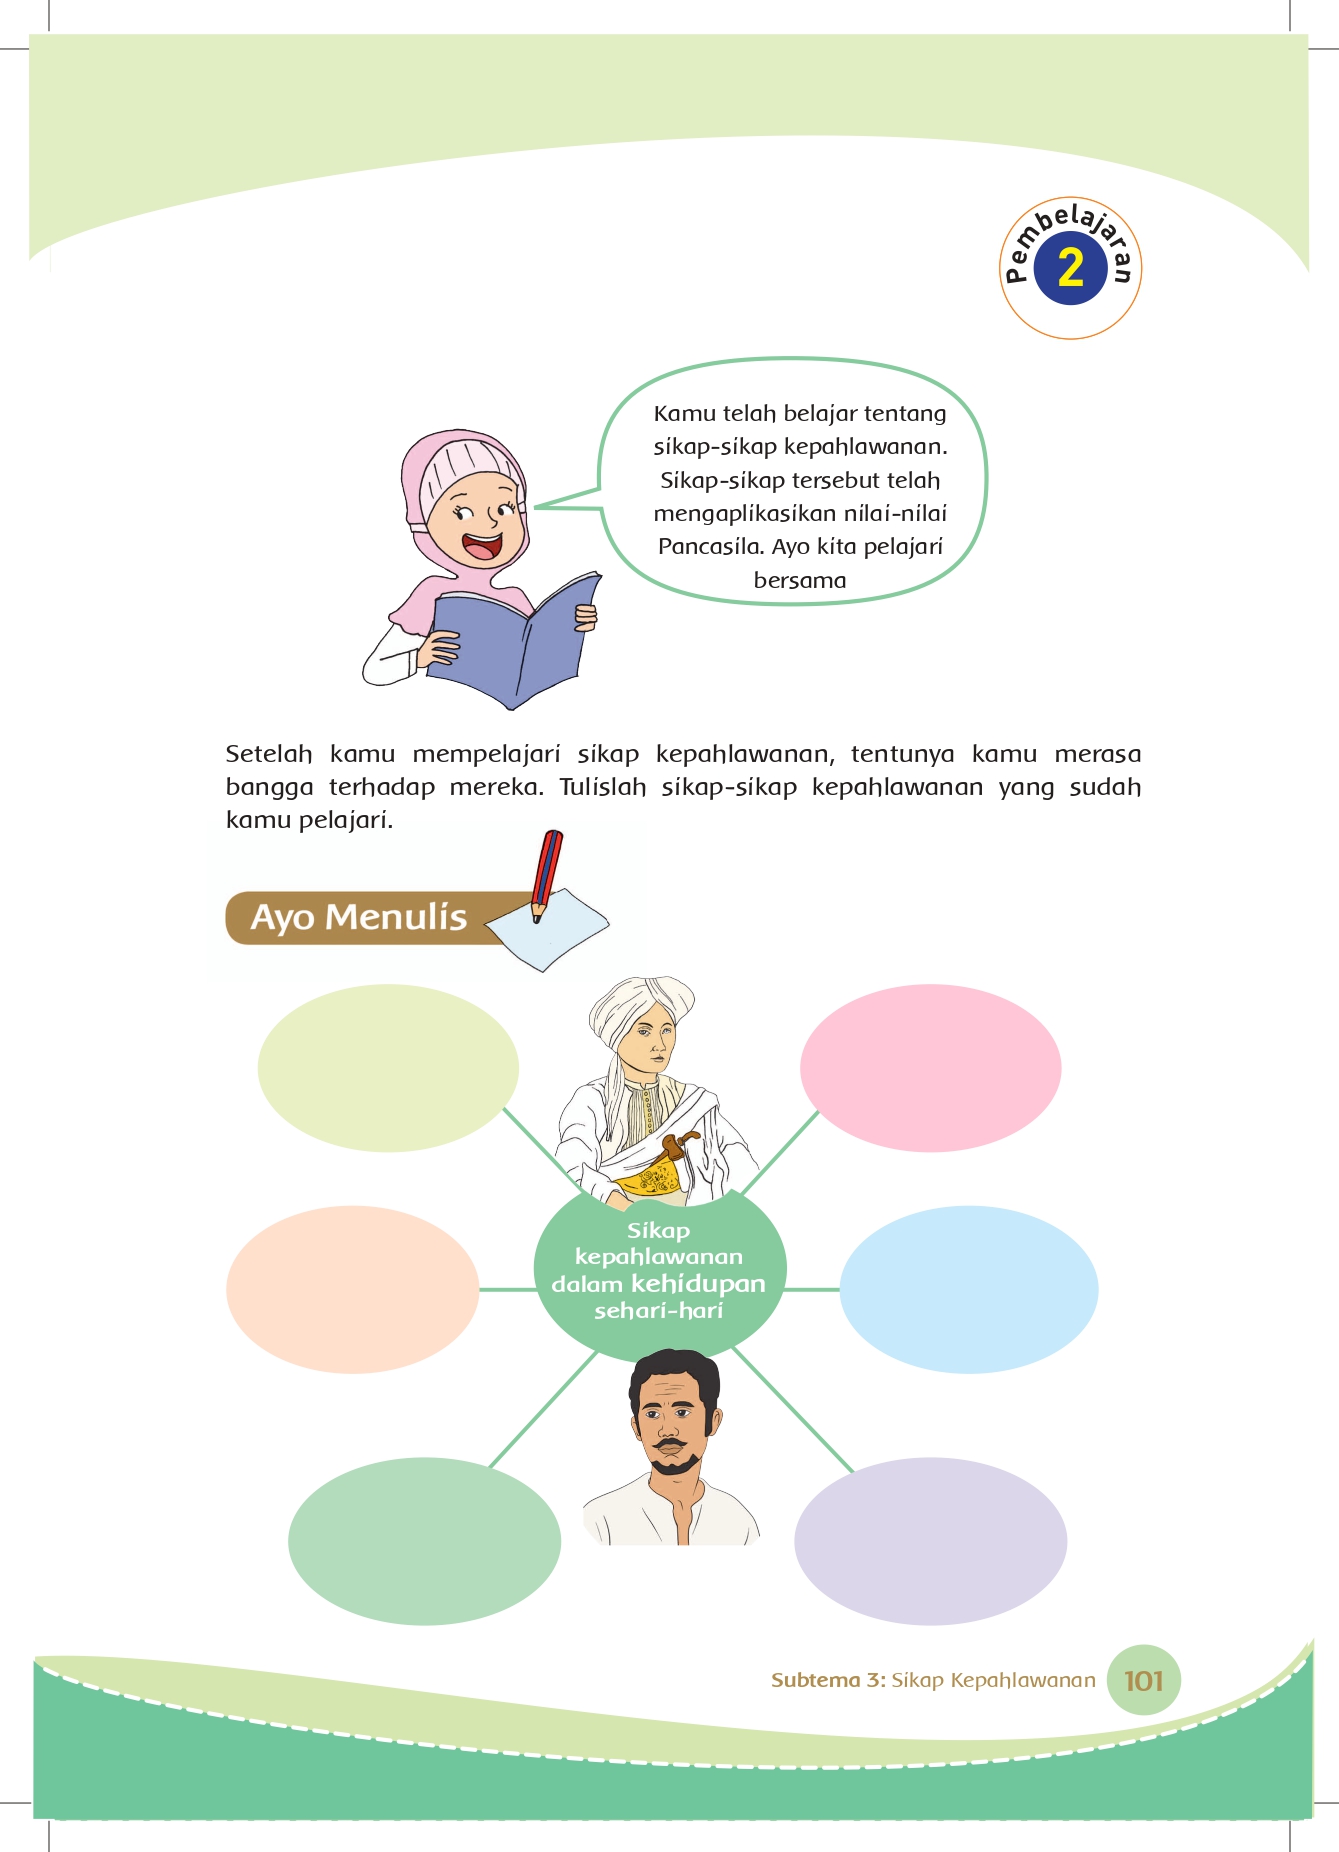 Pembelajaran
2
Kamu telah belajar tentang
sikap-sikap kepahlawanan.
Sikap-sikap tersebut telah
mengaplikasikan nilai-nilai
Pancasila. Ayo kita pelajari
bersama
Setelah kamu mempelajari sikap kepahlawanan, tentunya kamu merasa
bangga terhadap mereka. Tulislah sikap-sikap kepahlawanan yang sudah
kamu pelajari.
Ayo Menulis
Sikap
kepahlawanan
dalam kehidupan
sehari-hari
Subtema 3: Sikap Kepahlawanan 101